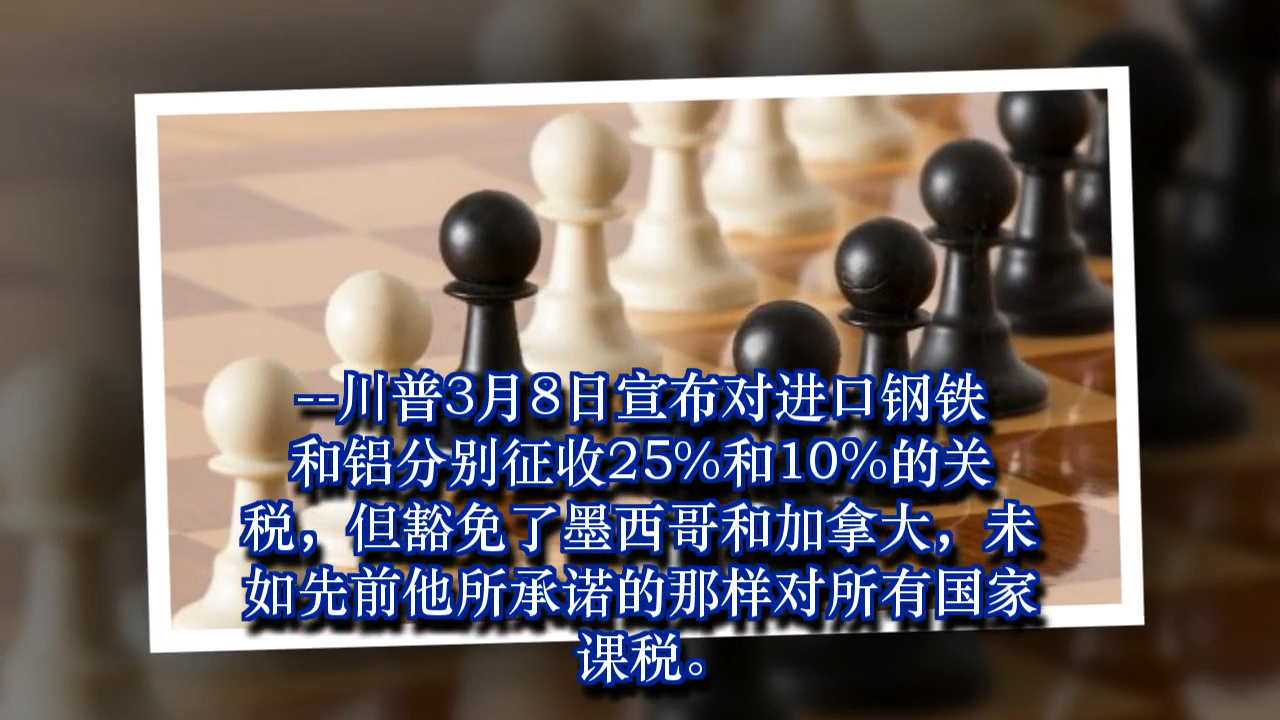 --川普3月8日宣布对进口钢铁
和铝分别征收25%和10%的关
税，但豁免了墨西哥和加拿大，未
如先前他所承诺的那样对所有国家
课税。